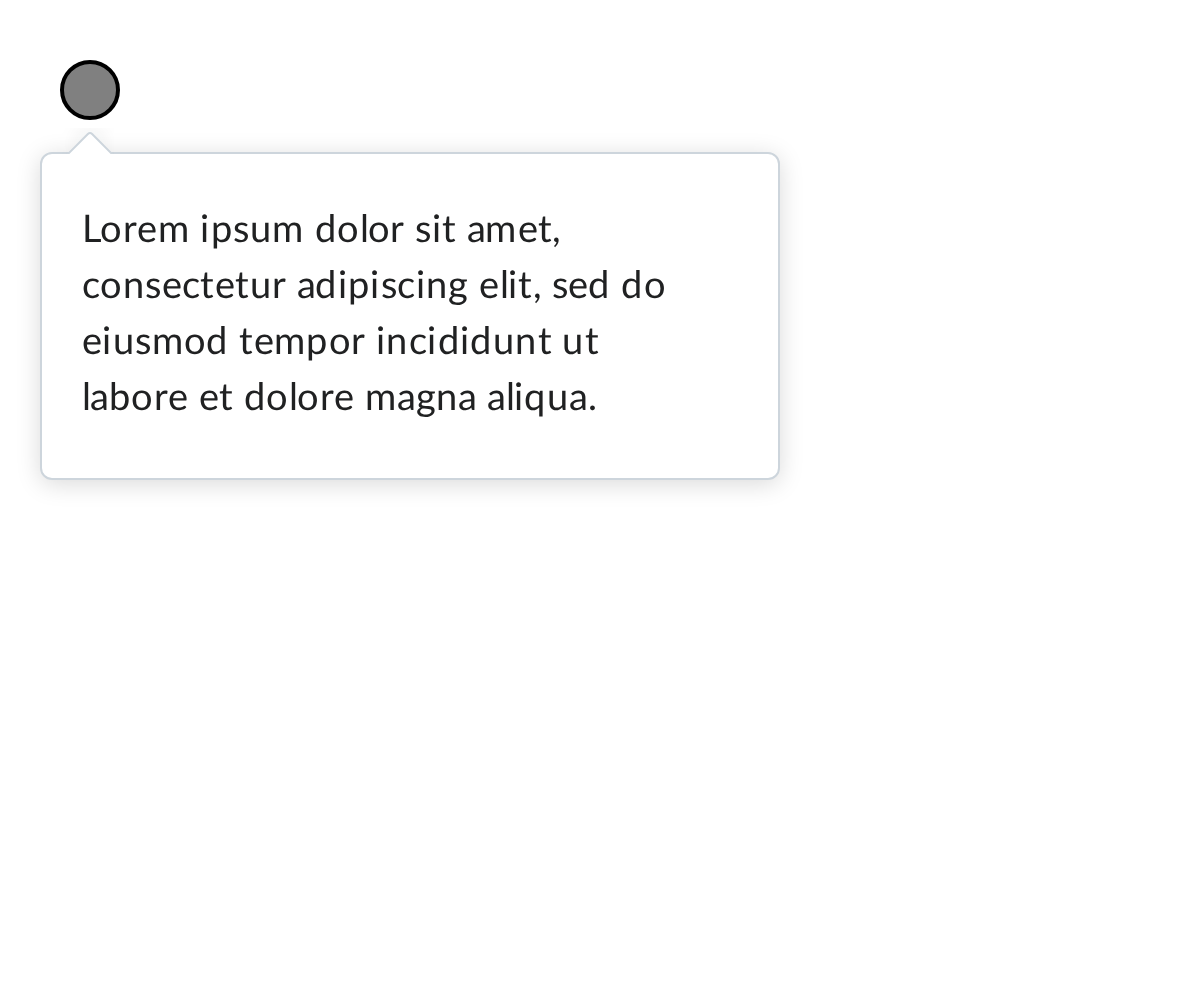 Lorem ipsum dolor sit amet,
consectetur adipiscing elit, sed do
eiusmod tempor incididunt ut
labore et dolore magna aliqua.